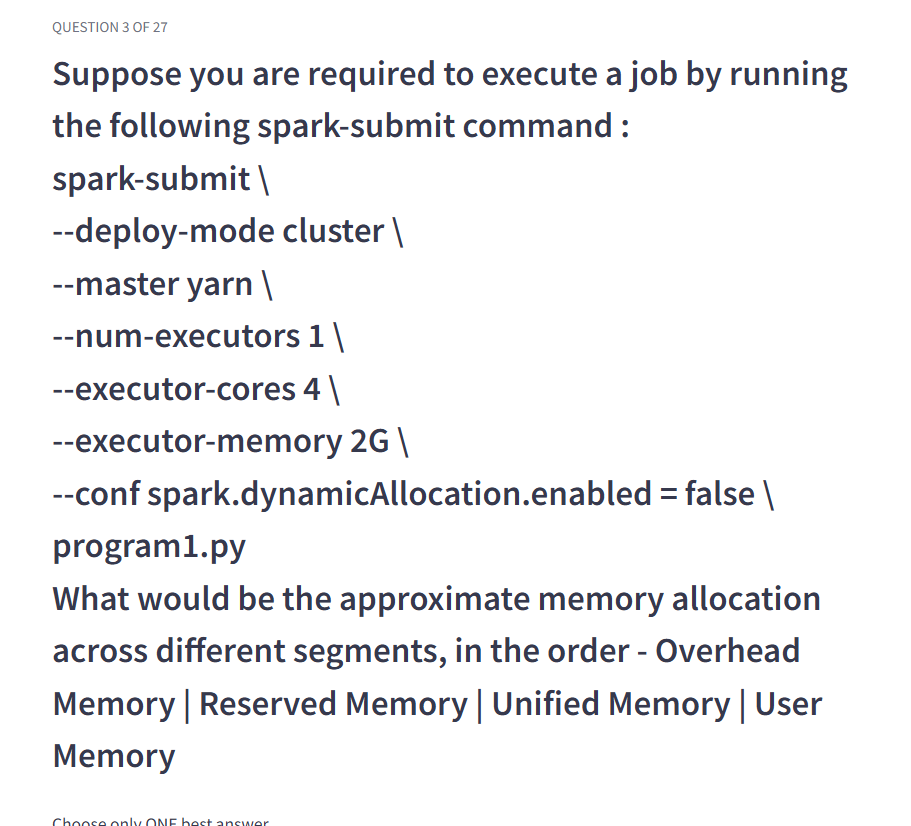 QUESTION 3 OF 27
Suppose you are required to execute a job by running
the following spark-submit command :
spark-submit \
--deploy-mode cluster \
--master yarn \
--num-executors 1 \
--executor-cores 4 \
--executor-memory 2G \
--conf spark.dynamicAllocation.enabled = false \
program1.py
What would be the approximate memory allocation
across different segments, in the order - Overhead
Memory | Reserved Memory | Unified Memory | User
Memory
Choose only ONE best answer